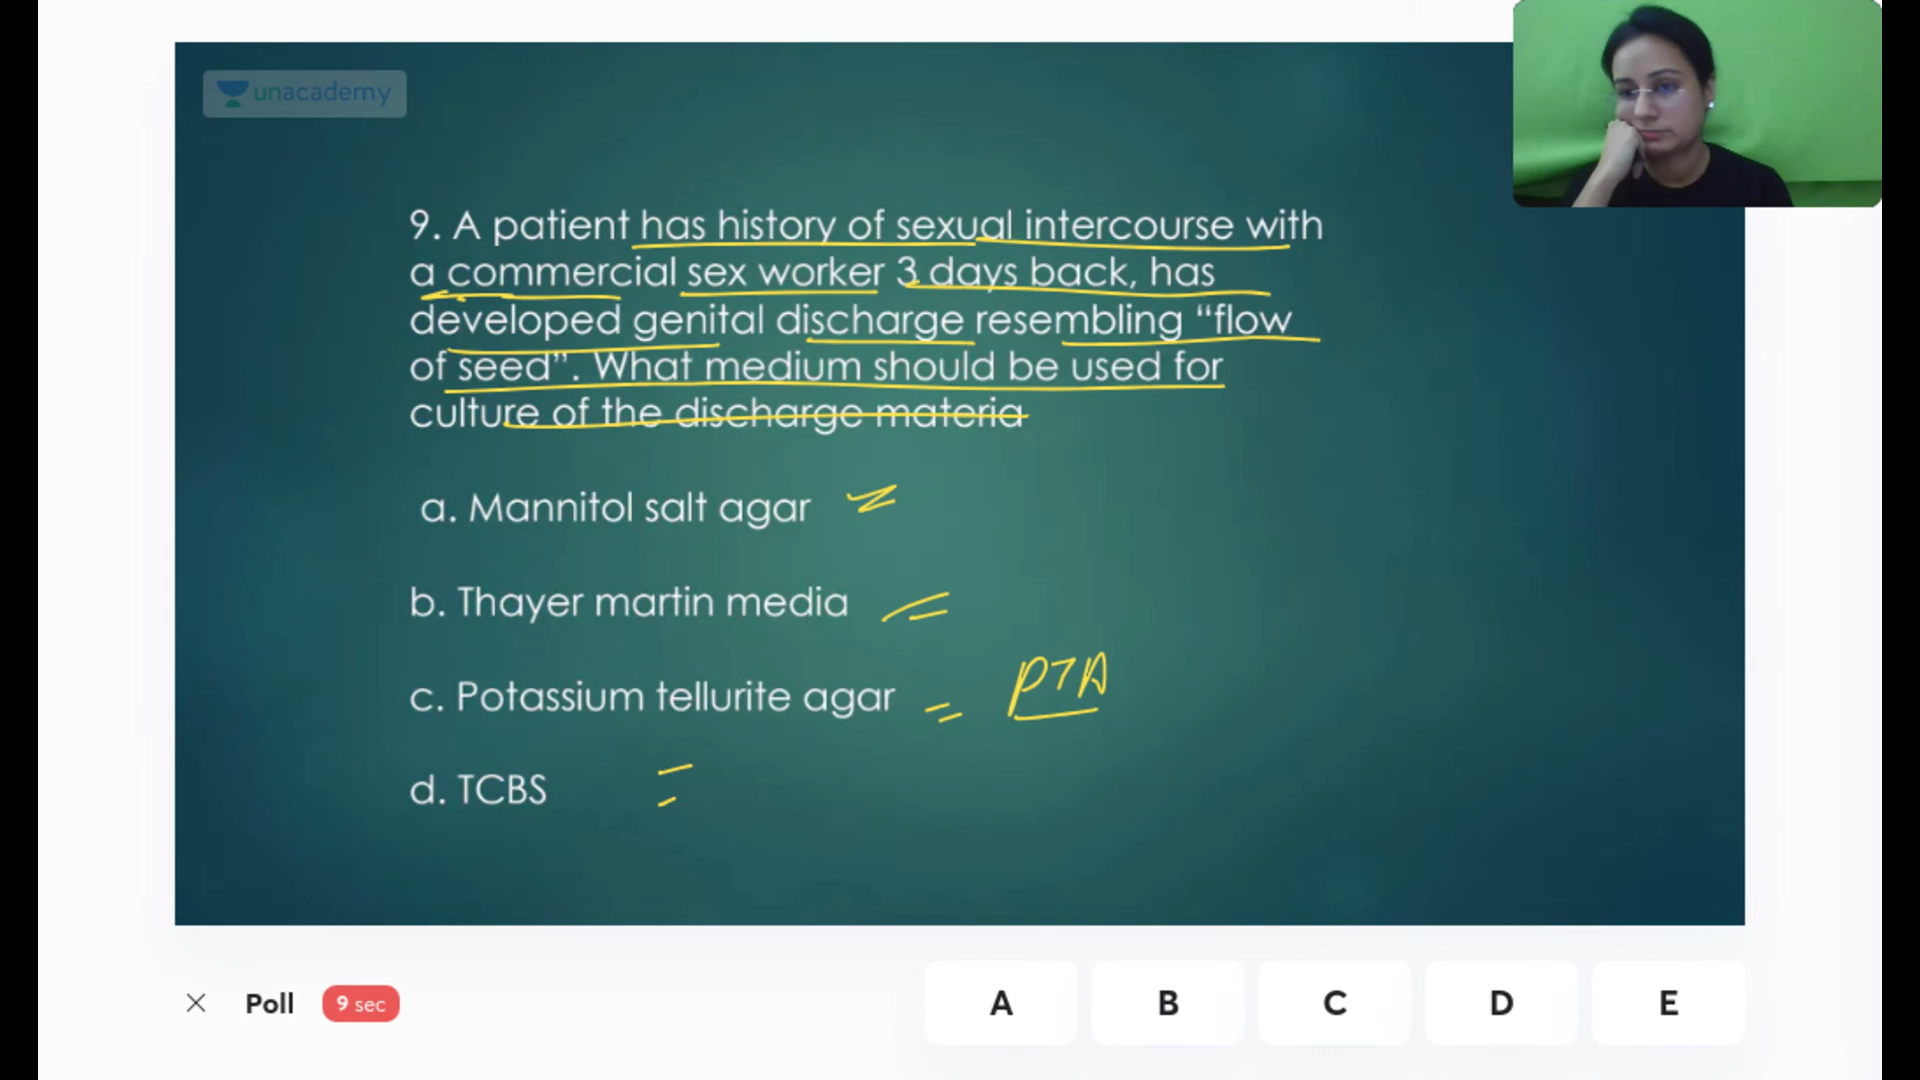 unacademy
9. A patient has history of sexual intercourse with
a commercial sex worker 3 days back, has
developed genital discharge resembling “flow
of seed”. What medium should be used for
culture of the discharge materia
a. Mannitol salt agar
b. Thayer martin media
c. Potassium tellurite agar
PTA
d. TCBS
Poll
9 sec
A
B
C
D
E